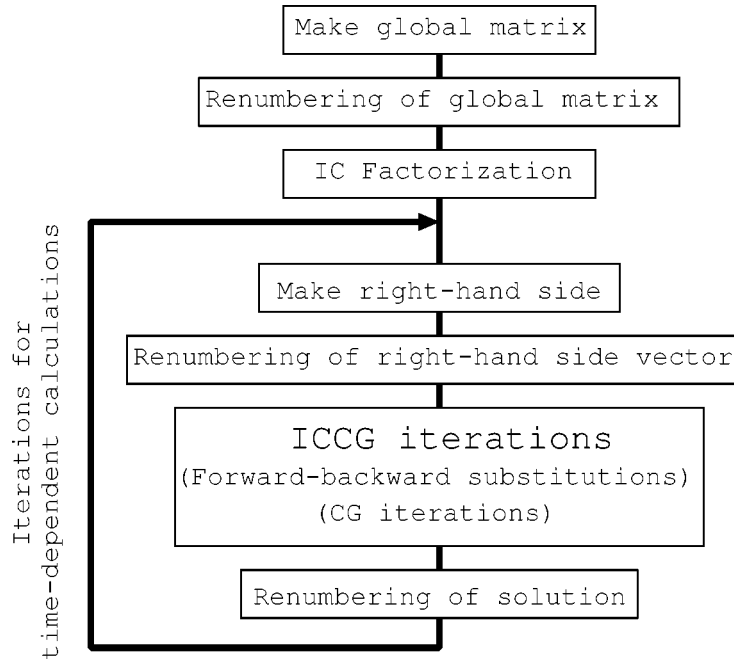 Make global matrix
Renumbering of global matrix
IC Factorization
Make right-hand side
Renumbering of right-hand side vector
ICCG iterations
(Forward-backward substitutions)
(CG iterations)
Renumbering of solution
Iterations for
time-dependent calculations